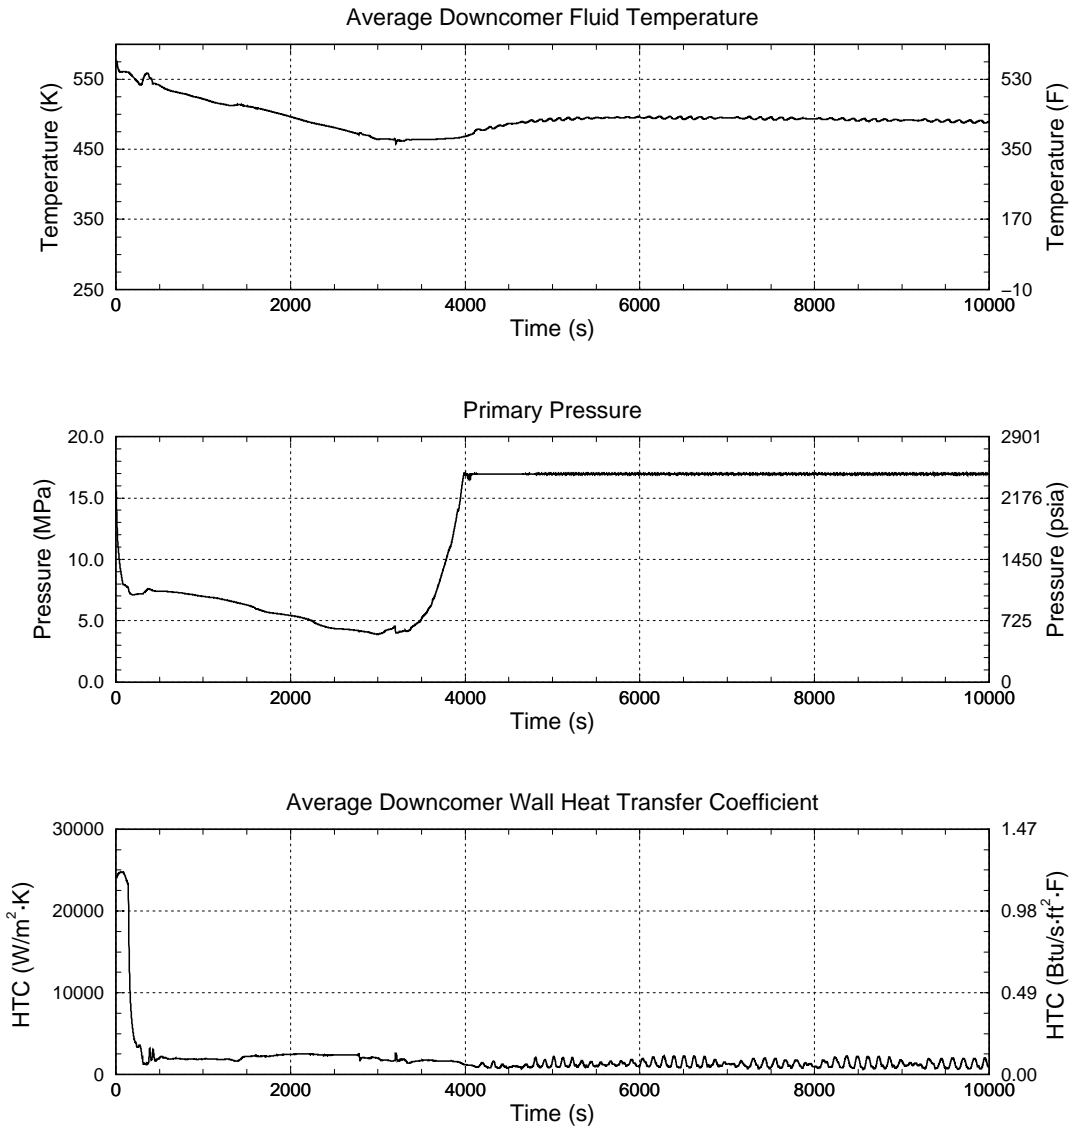 Average Downcomer Fluid Temperature
Temperature (K)
550
450
350
250
530
350
170
−10
Temperature (F)
0 2000 4000 6000 8000 10000
Time (s)
Primary Pressure
Pressure (MPa)
20.0
15.0
10.0
5.0
0.0
2901
2176
1450
725
0
Pressure (psia)
0 2000 4000 6000 8000 10000
Time (s)
Average Downcomer Wall Heat Transfer Coefficient
HTC (W/m²·K)
30000
20000
10000
0
1.47
0.98
0.49
0.00
HTC (Btu/s·ft²·F)
0 2000 4000 6000 8000 10000
Time (s)